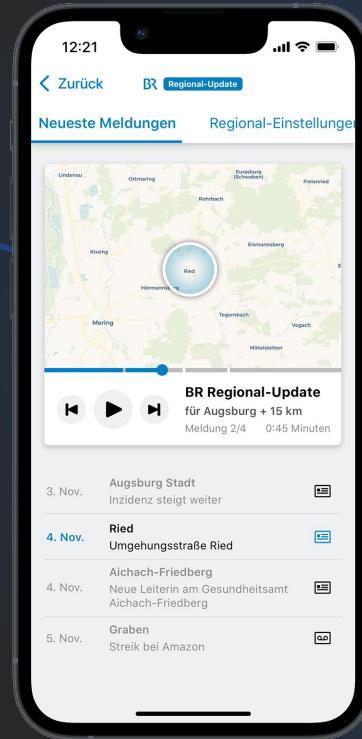 12:21
Zurück
BR Regional-Update
Neueste Meldungen Regional-Einstellunge
Lindenau
Ottmaring
Eurasburg
(Schwaben)
Freienried
Rohrbach
Kissing
Eismannsberg
Ried
Hörmannsberg
Tegernbach
Mering
Vogach
Mittelstetten
BR Regional-Update
für Augsburg + 15 km
Meldung 2/4 0:45 Minuten
3. Nov.
Augsburg Stadt
Inzidenz steigt weiter
4. Nov.
Ried
Umgehungsstraße Ried
4. Nov.
Aichach-Friedberg
Neue Leiterin am Gesundheitsamt
Aichach-Friedberg
5. Nov.
Graben
Streik bei Amazon